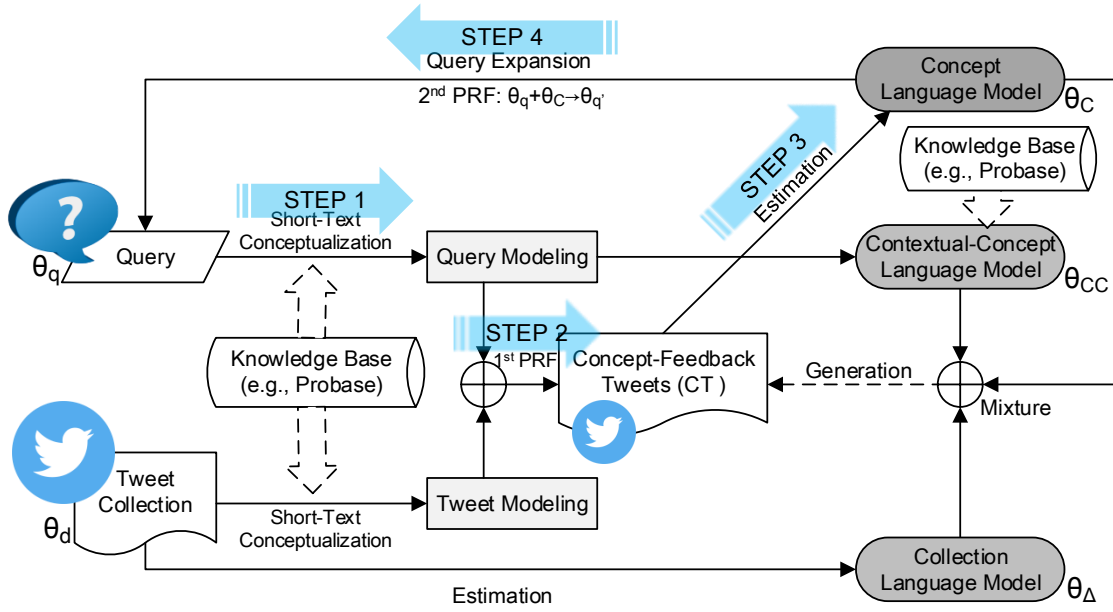 STEP 4
Query Expansion
2nd PRF: θq+θC→θq'
Concept
Language Model
θC
Knowledge Base
(e.g., Probase)
STEP 3
Estimation
STEP 1
Short-Text
Conceptualization
?
Query
θq
Query Modeling
Contextual-Concept
Language Model
θCC
STEP 2
1st PRF
Knowledge Base
(e.g., Probase)
Concept-Feedback
Tweets (CT )
Generation
Mixture
Tweet
Collection
θd
Short-Text
Conceptualization
Tweet Modeling
Estimation
Collection
Language Model
θΔ